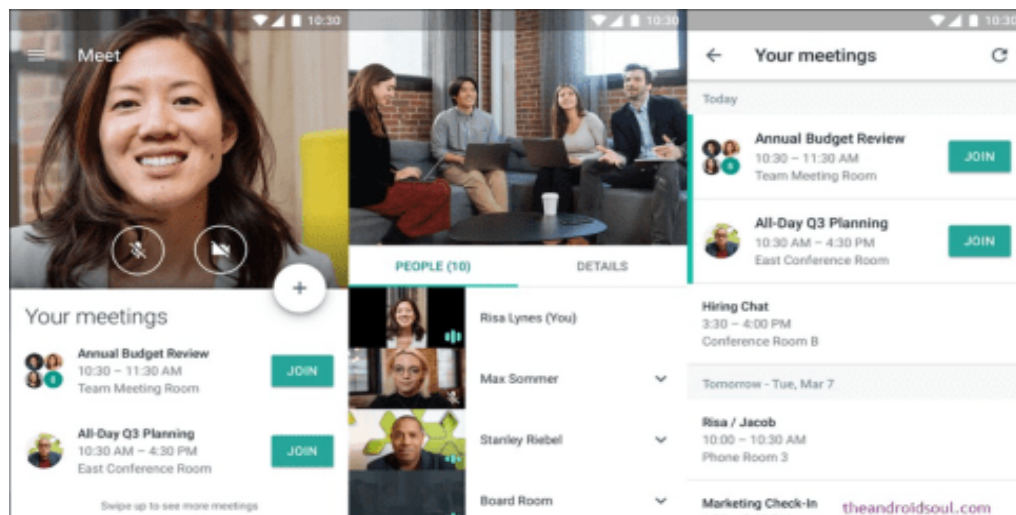 10:30
Meet
Your meetings
Annual Budget Review
10:30 – 11:30 AM
Team Meeting Room
JOIN
All-Day Q3 Planning
10:30 AM – 4:30 PM
East Conference Room
JOIN
Swipe up to see more meetings
10:30
PEOPLE (10)
DETAILS
Risa Lynes (You)
Max Sommer
Stanley Riebel
Board Room
10:30
Your meetings
Today
Annual Budget Review
10:30 – 11:30 AM
Team Meeting Room
JOIN
All-Day Q3 Planning
10:30 AM – 4:30 PM
East Conference Room
JOIN
Hiring Chat
3:30 – 4:00 PM
Conference Room B
Tomorrow - Tue, Mar 7
Risa / Jacob
10:00 – 10:30 AM
Phone Room 3
Marketing Check-In
theandroidsoul.com